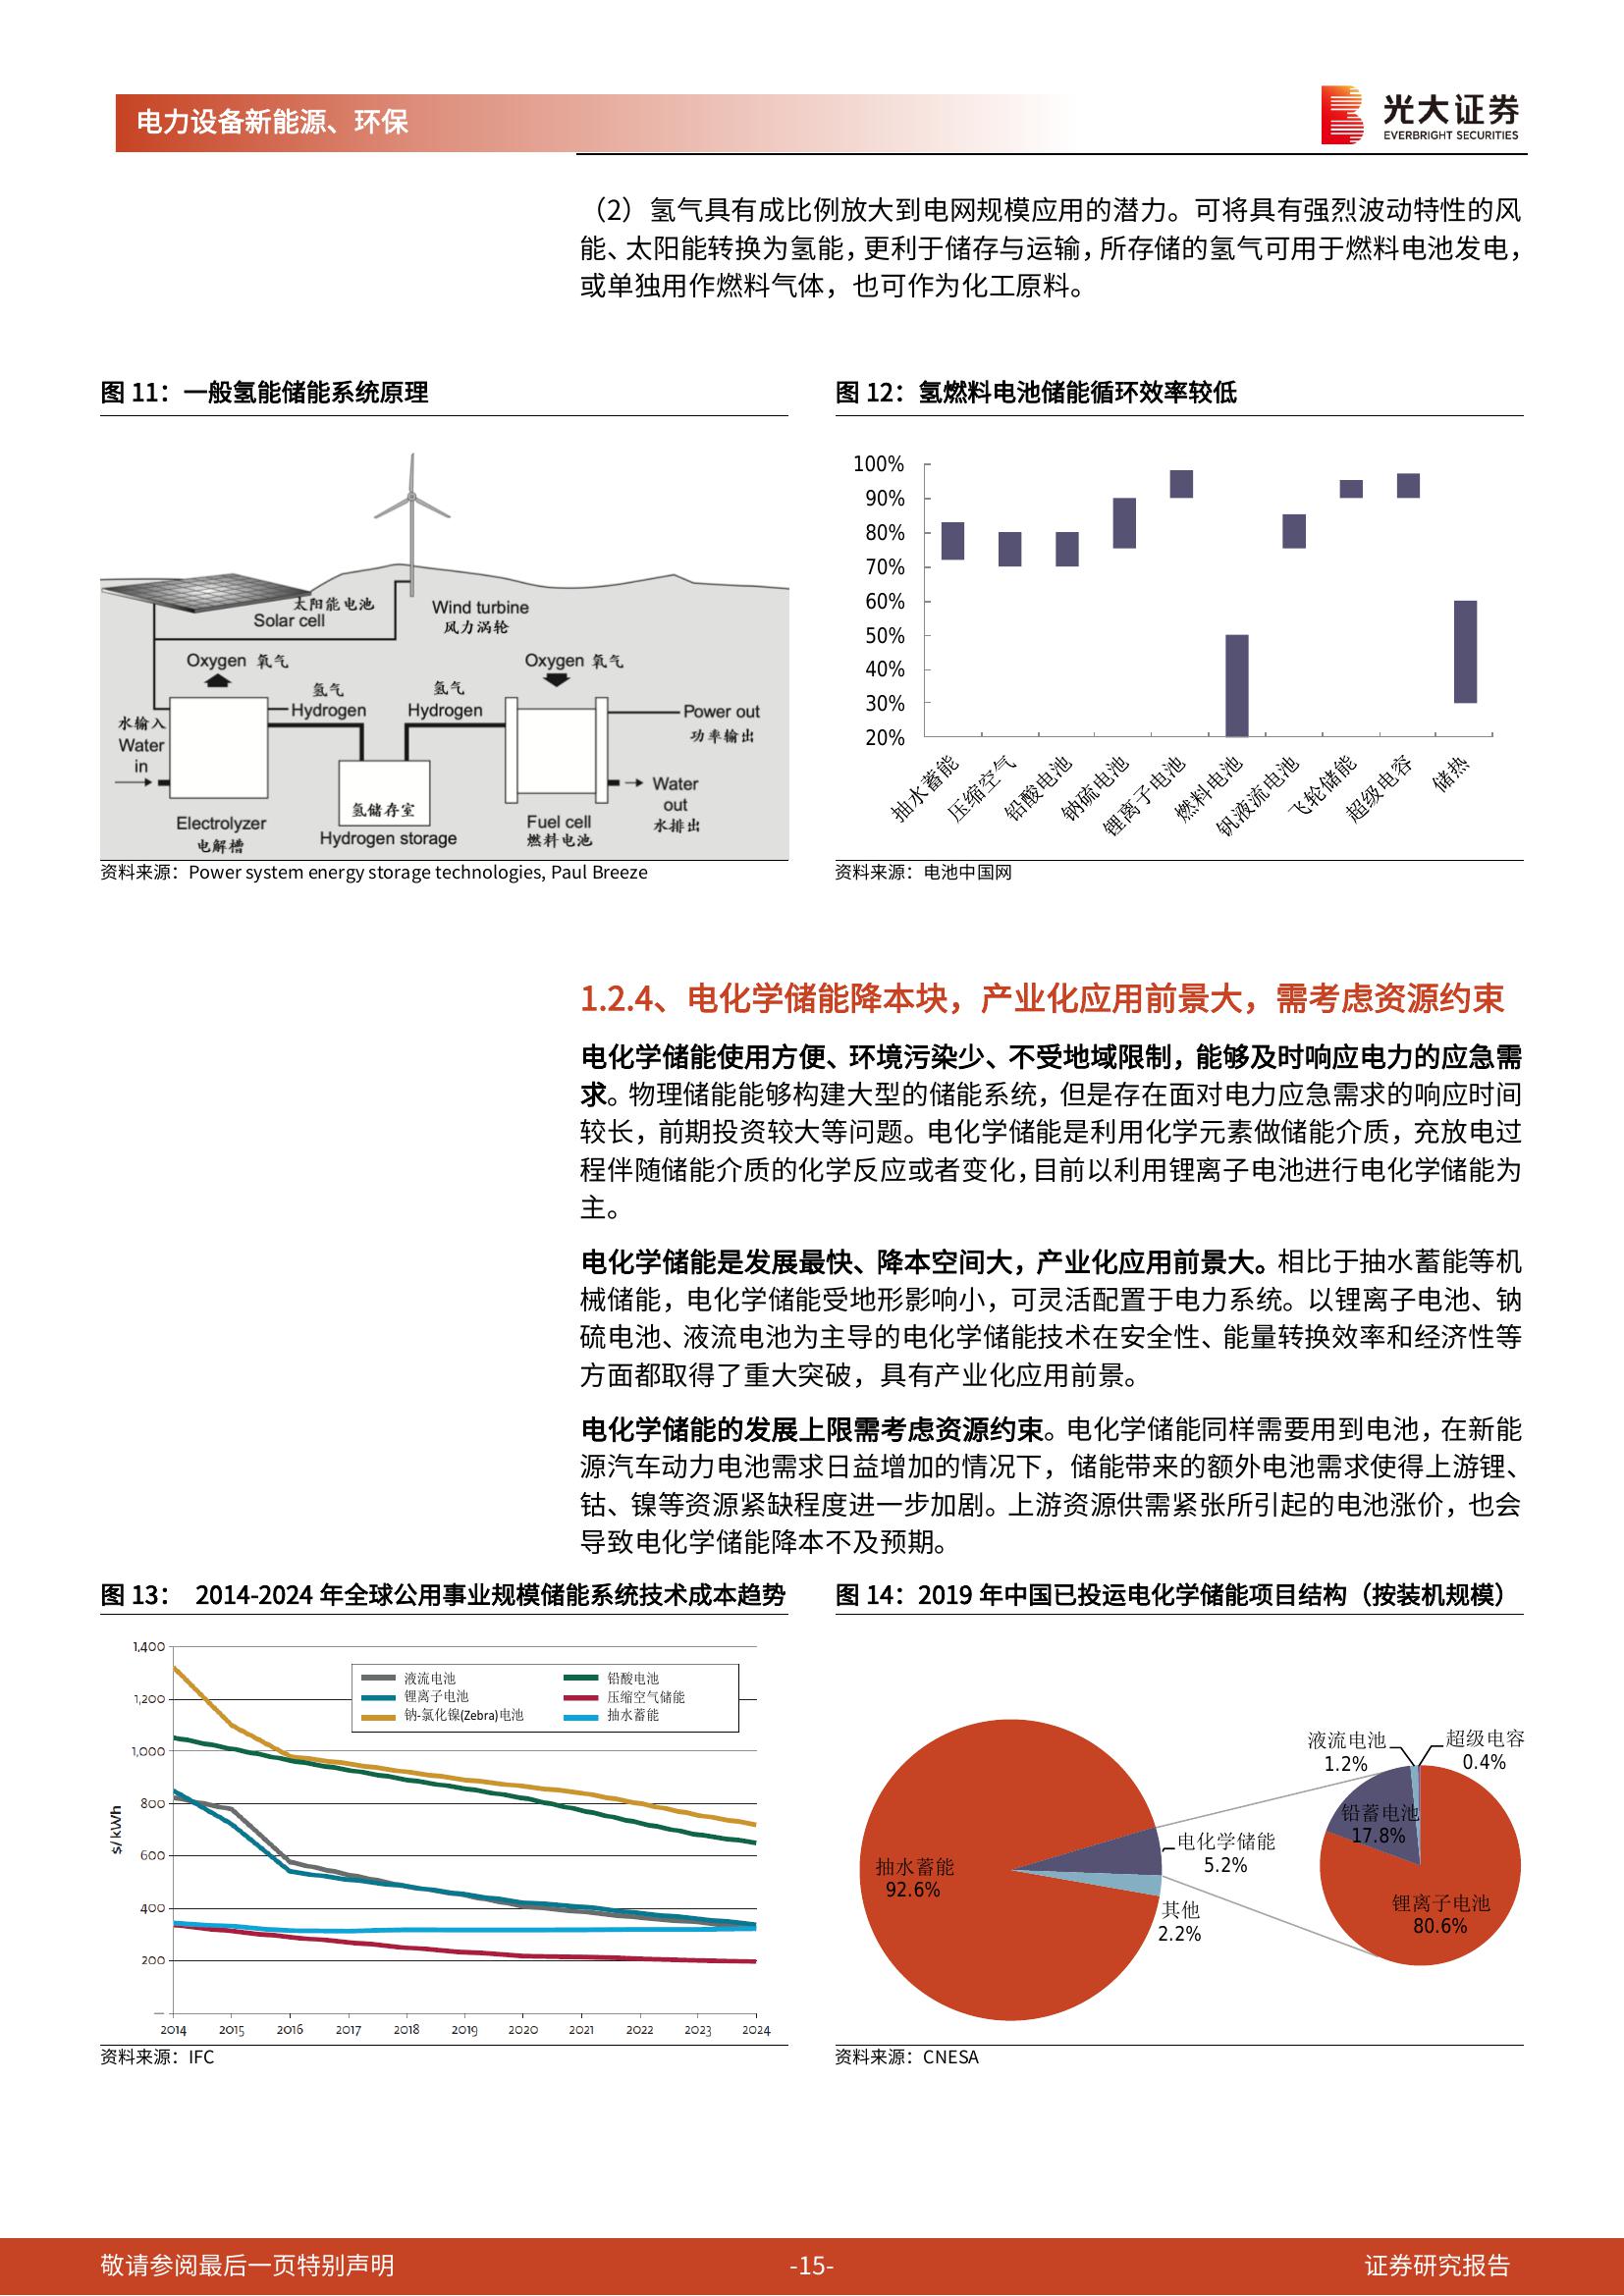 电力设备新能源、环保
光大证券
EVERBRIGHT SECURITIES
（2）氢气具有成比例放大到电网规模应用的潜力。可将具有强烈波动特性的风
能、太阳能转换为氢能，更利于储存与运输，所存储的氢气可用于燃料电池发电，
或单独用作燃料气体，也可作为化工原料。
图 11：一般氢能储能系统原理
太阳能电池
Solar cell
Wind turbine
风力涡轮
Oxygen 氧气
Oxygen 氧气
氢气
Hydrogen
氢气
Hydrogen
水输入
Water
in
Power out
功率输出
氢储存室
Water
out
水排出
Electrolyzer
电解槽
Hydrogen storage
Fuel cell
燃料电池
资料来源：Power system energy storage technologies, Paul Breeze
图 12：氢燃料电池储能循环效率较低
100%
90%
80%
70%
60%
50%
40%
30%
20%
抽水蓄能
压缩空气
铅酸电池
钠硫电池
锂离子电池
燃料电池
钒液流电池
飞轮储能
超级电容
储热
资料来源：电池中国网
1.2.4、电化学储能降本块，产业化应用前景大，需考虑资源约束
电化学储能使用方便、环境污染少、不受地域限制，能够及时响应电力的应急需
求。物理储能能够构建大型的储能系统，但是存在面对电力应急需求的响应时间
较长，前期投资较大等问题。电化学储能是利用化学元素做储能介质，充放电过
程伴随储能介质的化学反应或者变化，目前以利用锂离子电池进行电化学储能为
主。
电化学储能是发展最快、降本空间大，产业化应用前景大。相比于抽水蓄能等机
械储能，电化学储能受地形影响小，可灵活配置于电力系统。以锂离子电池、钠
硫电池、液流电池为主导的电化学储能技术在安全性、能量转换效率和经济性等
方面都取得了重大突破，具有产业化应用前景。
电化学储能的发展上限需考虑资源约束。电化学储能同样需要用到电池，在新能
源汽车动力电池需求日益增加的情况下，储能带来的额外电池需求使得上游锂、
钴、镍等资源紧缺程度进一步加剧。上游资源供需紧张所引起的电池涨价，也会
导致电化学储能降本不及预期。
图 13： 2014-2024 年全球公用事业规模储能系统技术成本趋势
1,400
1,200
1,000
800
600
400
200
—
$/kWh
液流电池
铅酸电池
锂离子电池
压缩空气储能
钠-氯化镍(Zebra)电池
抽水蓄能
2014 2015 2016 2017 2018 2019 2020 2021 2022 2023 2024
资料来源：IFC
图 14：2019 年中国已投运电化学储能项目结构（按装机规模）
抽水蓄能
92.6%
电化学储能
5.2%
其他
2.2%
液流电池
1.2%
超级电容
0.4%
铅蓄电池
17.8%
锂离子电池
80.6%
资料来源：CNESA
敬请参阅最后一页特别声明
-15-
证券研究报告